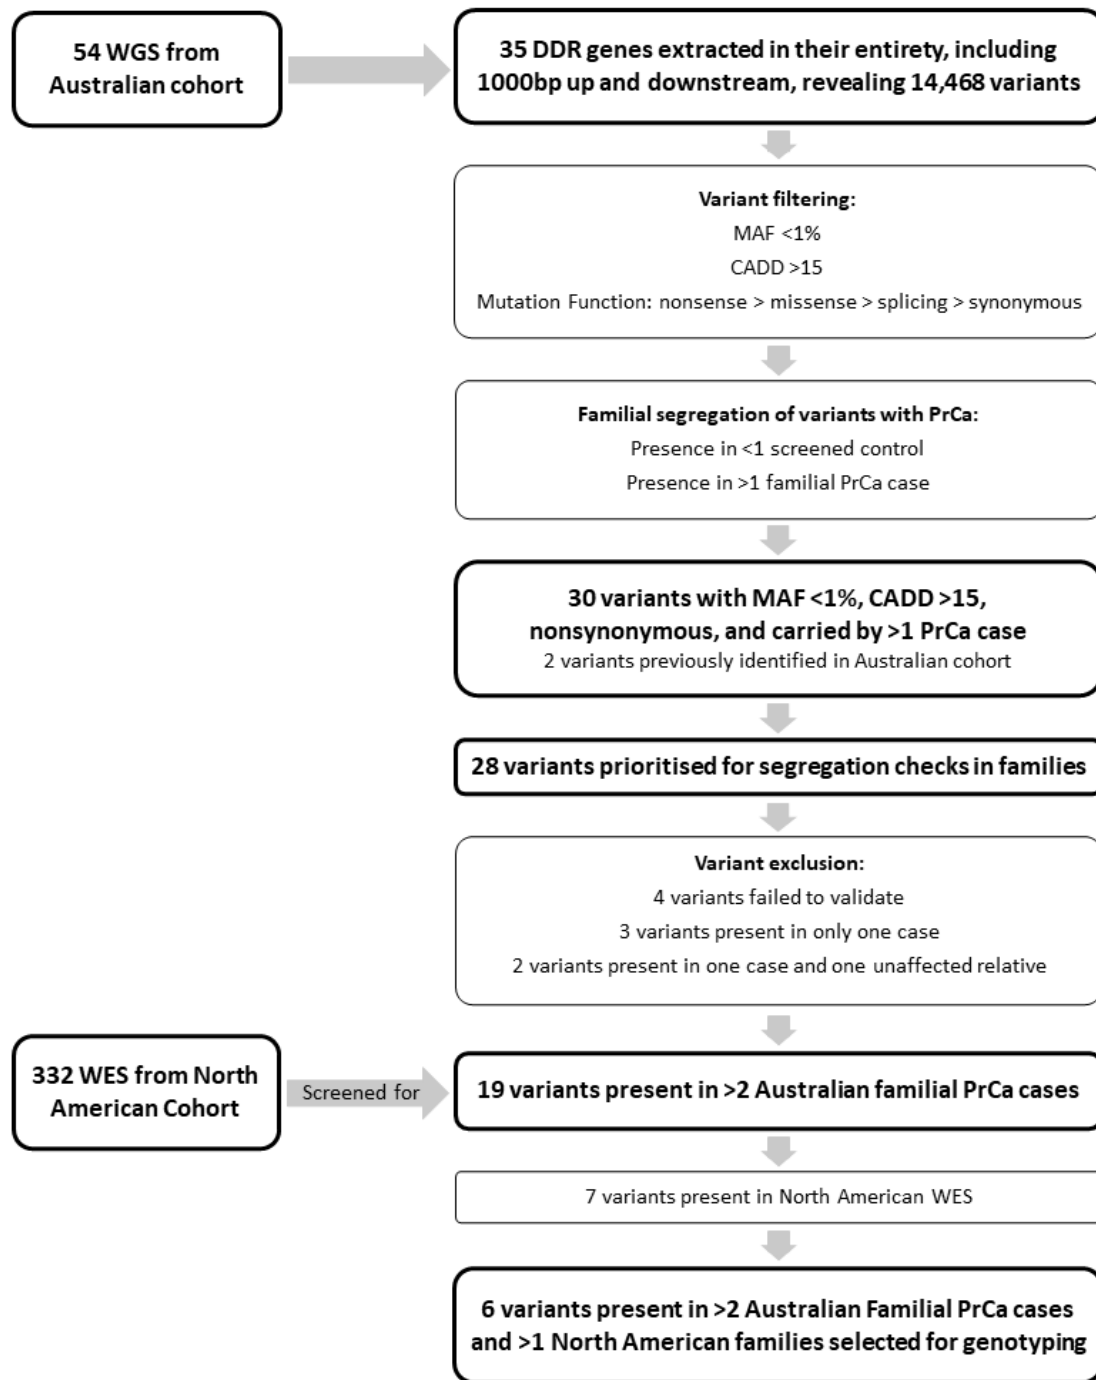 54 WGS from
Australian cohort
35 DDR genes extracted in their entirety, including
1000bp up and downstream, revealing 14,468 variants
Variant filtering:
MAF <1%
CADD >15
Mutation Function: nonsense > missense > splicing > synonymous
Familial segregation of variants with PrCa:
Presence in <1 screened control
Presence in >1 familial PrCa case
30 variants with MAF <1%, CADD >15,
nonsynonymous, and carried by >1 PrCa case
2 variants previously identified in Australian cohort
28 variants prioritised for segregation checks in families
Variant exclusion:
4 variants failed to validate
3 variants present in only one case
2 variants present in one case and one unaffected relative
332 WES from North
American Cohort
Screened for
19 variants present in >2 Australian familial PrCa cases
7 variants present in North American WES
6 variants present in >2 Australian Familial PrCa cases
and >1 North American families selected for genotyping